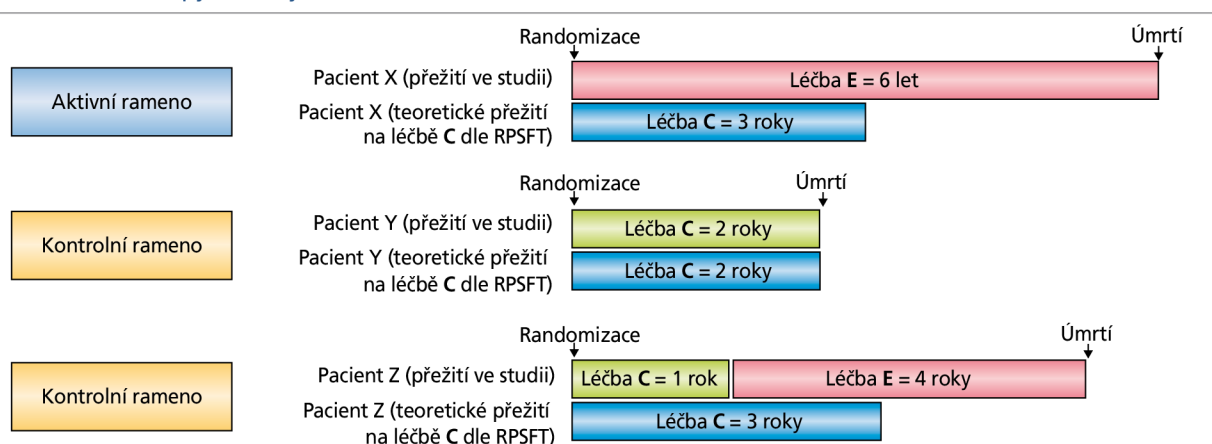 Randomizace
Úmrtí
Aktivní rameno
Pacient X (přežití ve studii)
Léčba E = 6 let
Pacient X (teoretické přežití
na léčbě C dle RPSFT)
Léčba C = 3 roky
Randomizace
Úmrtí
Kontrolní rameno
Pacient Y (přežití ve studii)
Léčba C = 2 roky
Pacient Y (teoretické přežití
na léčbě C dle RPSFT)
Léčba C = 2 roky
Randomizace
Úmrtí
Kontrolní rameno
Pacient Z (přežití ve studii)
Léčba C = 1 rok
Léčba E = 4 roky
Pacient Z (teoretické přežití
na léčbě C dle RPSFT)
Léčba C = 3 roky